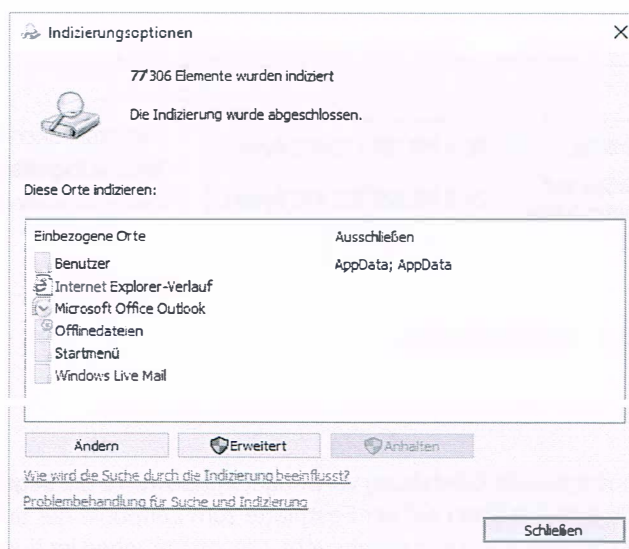 Indizierungsoptionen
77 306 Elemente wurden indiziert
Die Indizierung wurde abgeschlossen.
Diese Orte indizieren:
Einbezogene Orte Ausschließen
Benutzer AppData; AppData
Internet Explorer-Verlauf
Microsoft Office Outlook
Offlinedateien
Startmenü
Windows Live Mail
Ändern Erweitert Anhalten
Wie wird die Suche durch die Indizierung beeinflusst?
Problembehandlung für Suche und Indizierung
Schließen